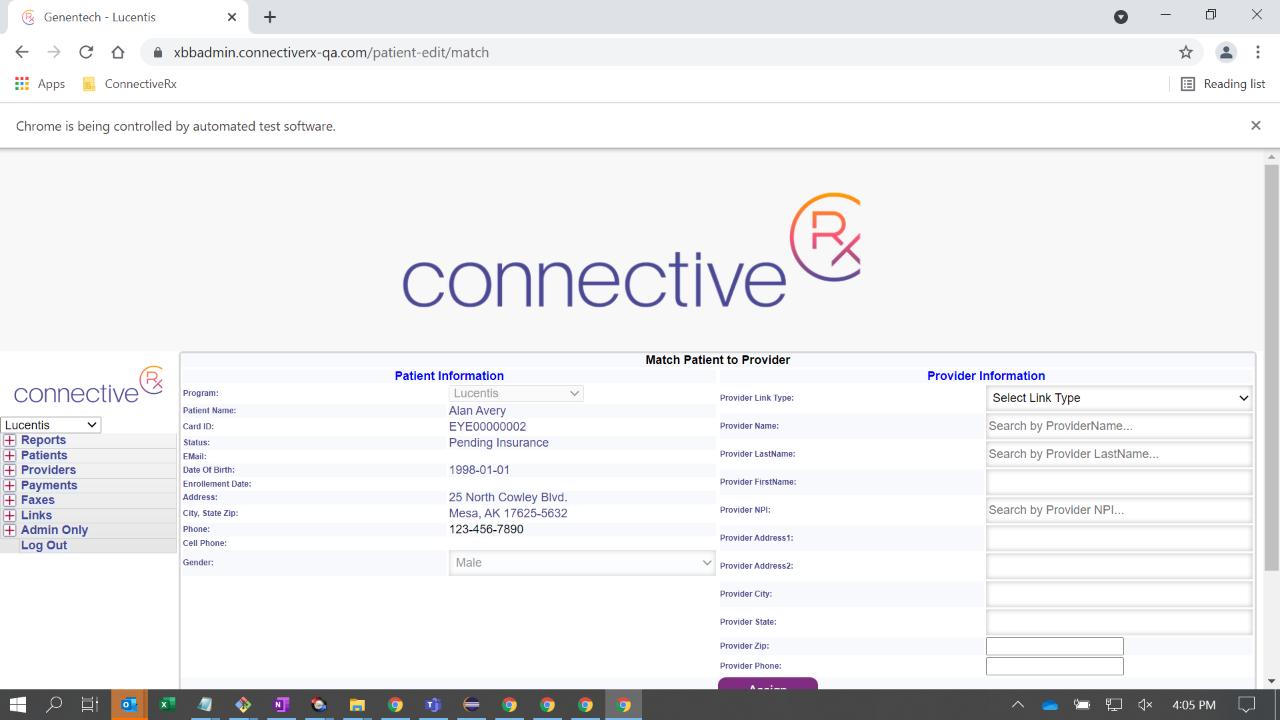 Genentech - Lucentis
xbbadmin.connectiverx-qa.com/patient-edit/match
Apps
ConnectiveRx
Reading list
Chrome is being controlled by automated test software.
connective Rx
connective Rx
Lucentis
Reports
Patients
Providers
Payments
Faxes
Links
Admin Only
Log Out
Match Patient to Provider
Patient Information
Program: Lucentis
Patient Name: Alan Avery
Card ID: EYE00000002
Status: Pending Insurance
EMail:
Date Of Birth: 1998-01-01
Enrollment Date:
Address: 25 North Cowley Blvd.
City, State Zip: Mesa, AK 17625-5632
Phone: 123-456-7890
Cell Phone:
Gender: Male
Provider Information
Provider Link Type: Select Link Type
Provider Name: Search by ProviderName...
Provider LastName: Search by Provider LastName...
Provider FirstName:
Provider NPI: Search by Provider NPI...
Provider Address1:
Provider Address2:
Provider City:
Provider State:
Provider Zip:
Provider Phone:
Assign
4:05 PM